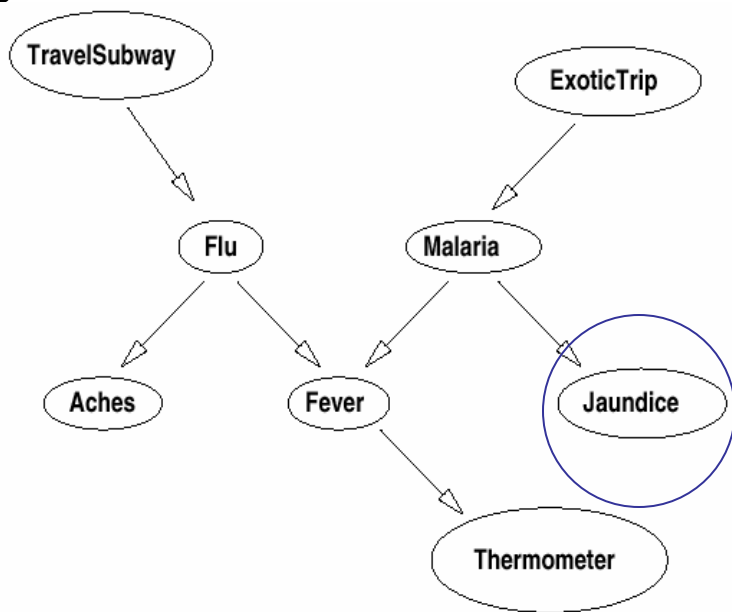 TravelSubway
ExoticTrip
Flu
Malaria
Aches
Fever
Jaundice
Thermometer